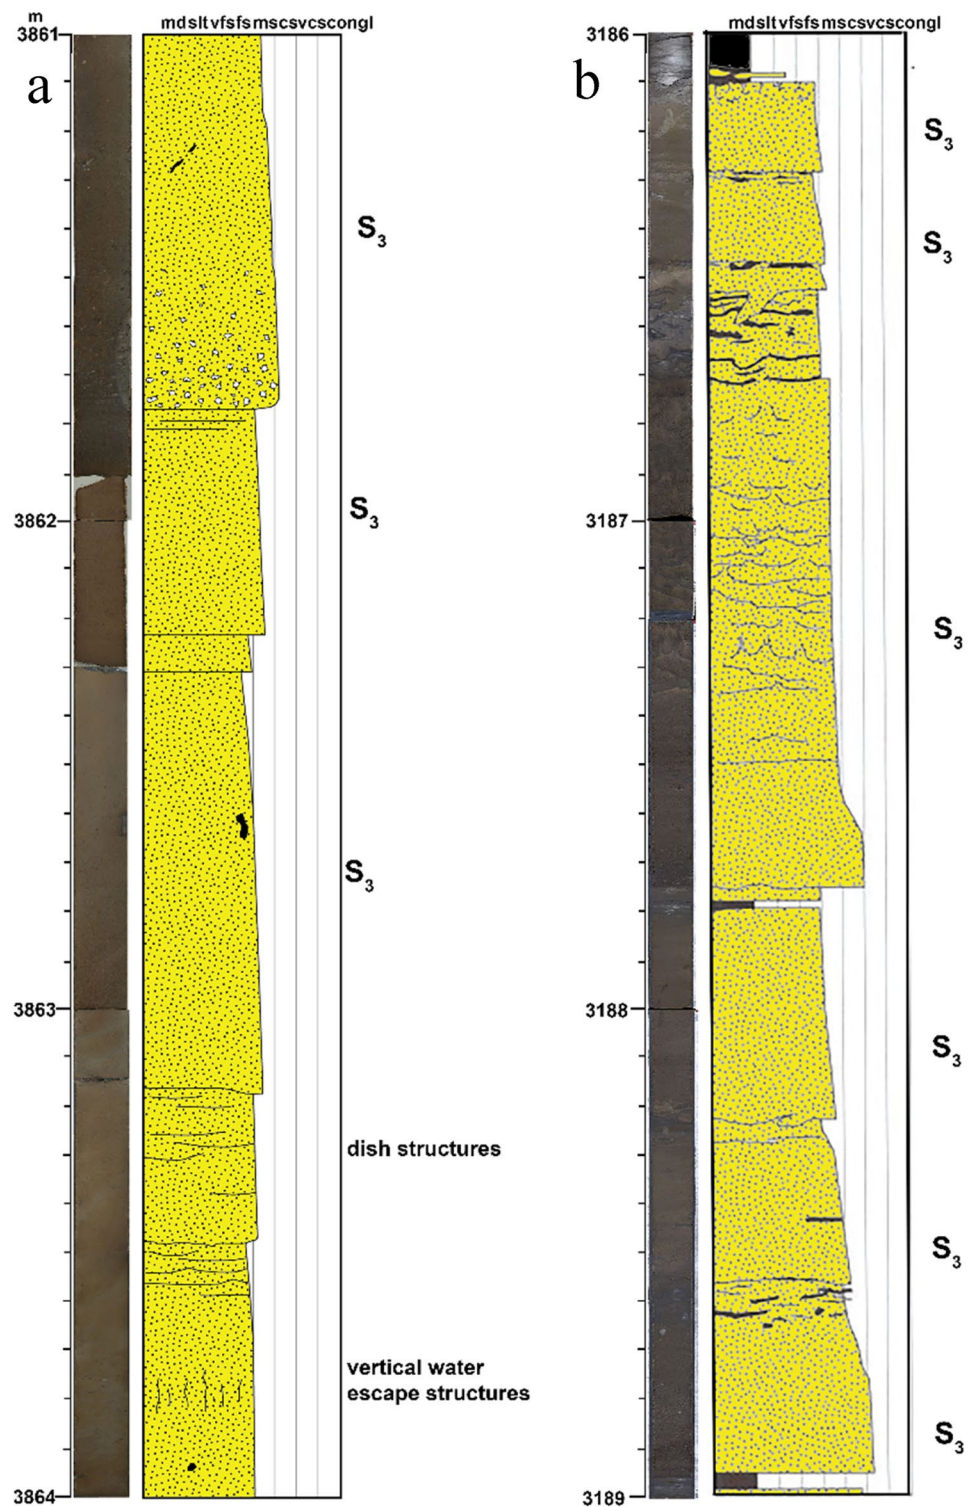 m
mdsltvfsfsmscsvcscongl
3861
a
S3
S3
3862
S3
3863
dish structures
vertical water
escape structures
3864
mdsltvfsfsmscsvcscongl
3186
b
S3
S3
3187
S3
3188
S3
S3
S3
3189